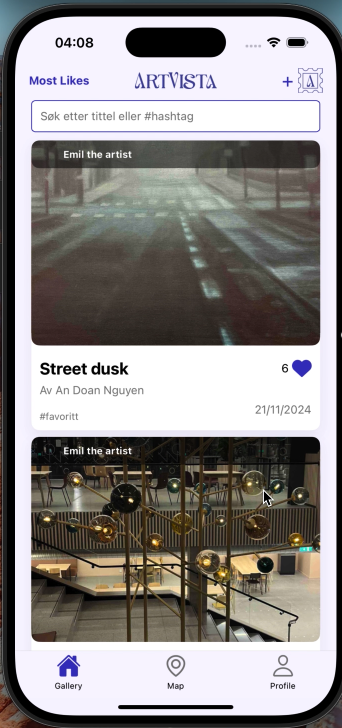 04:08
Most Likes
ARTVISTA
+
A
Søk etter tittel eller #hashtag
Emil the artist
Street dusk
6
Av An Doan Nguyen
#favoritt
21/11/2024
Emil the artist
Gallery
Map
Profile